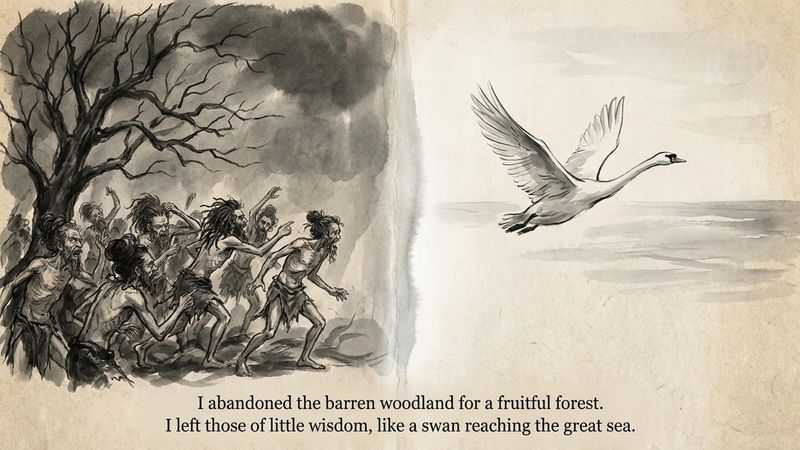 I abandoned the barren woodland for a fruitful forest.
I left those of little wisdom, like a swan reaching the great sea.